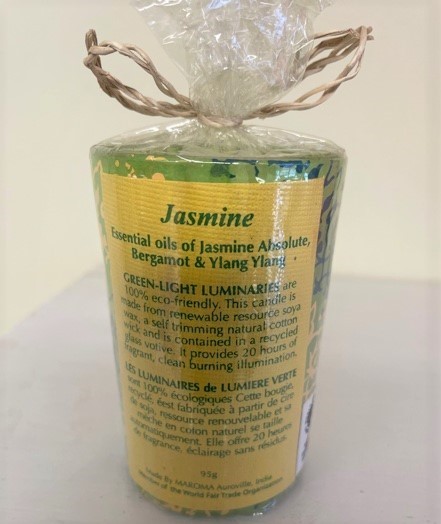 Jasmine
Essential oils of Jasmine Absolute,
Bergamot & Ylang Ylang
GREEN-LIGHT LUMINARIES are
100% eco-friendly. This candle is
made from renewable resource soya
wax, a self trimming natural cotton
wick and is contained in a recycled
glass votive. It provides 20 hours of
fragrant, clean burning illumination.
LES LUMINAIRES de LUMIERE VERTE
sont 100% écologiques Cette bougie,
recyclé, éest fabriquée à partir de cire
de soja, ressource renouvelable et sa
mèche en coton naturel se taille
automatiquement. Elle offre 20 heures
de fragrance, éclairage sans résidus.
95g
Made By MAROMA Auroville, India
Member of the World Fair Trade Organization